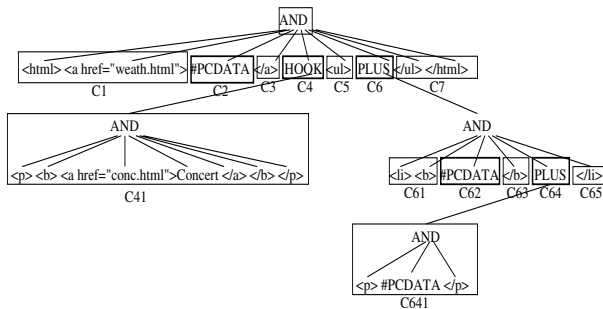 AND
<html> <a href="weath.html"> #PCDATA </a> HOOK <ul> PLUS </ul> </html>
C1 C2 C3 C4 C5 C6 C7
AND AND
<p> <b> <a href="conc.html">Concert </a> </b> </p> <li> <b> #PCDATA </b> PLUS </li>
C41 C61 C62 C63 C64 C65
AND
<p> #PCDATA </p>
C641